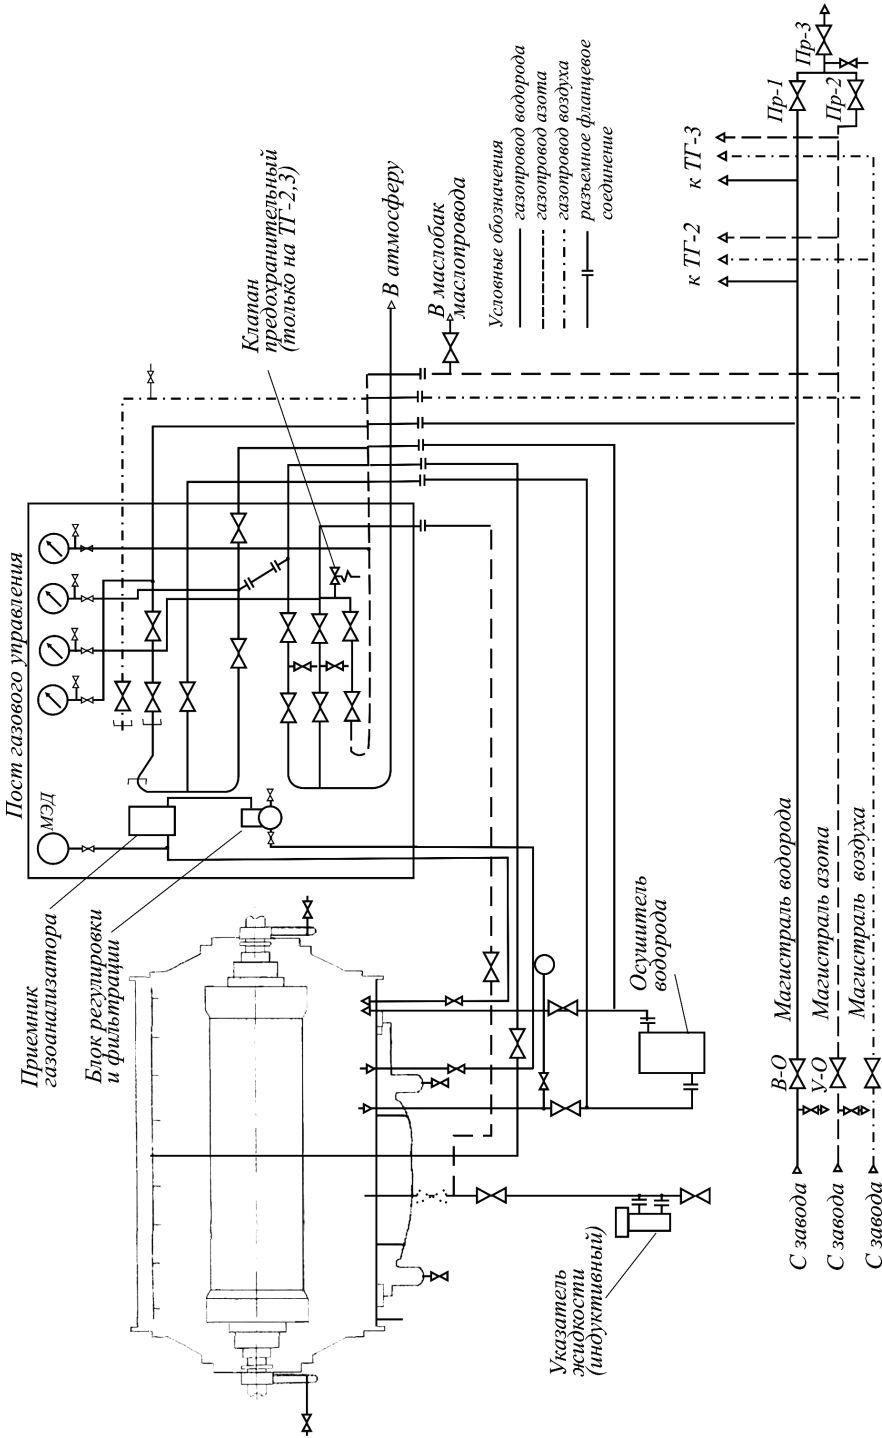 Пост газового управления
МЭД
Приемник
газоанализатора
Блок регулировки
и фильтрации
Клапан
предохранительный
(только на ТГ-2,3)
В атмосферу
В маслобак
маслопровода
Условные обозначения
газопровод водорода
газопровод азота
газопровод воздуха
разъемное фланцевое
соединение
Указатель
жидкости
(индуктивный)
Осушитель
водорода
к ТГ-2
к ТГ-3
Пр-1
Пр-3
Пр-2
С завода
В-О
Магистраль водорода
С завода
У-О
Магистраль азота
С завода
Магистраль воздуха